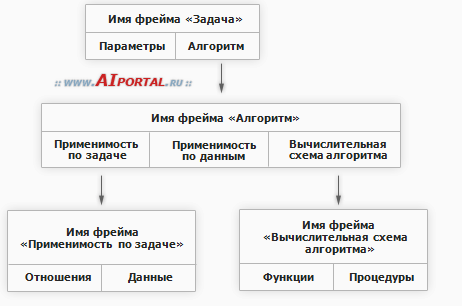 Имя фрейма «Задача»
Параметры
Алгоритм
:: www.AIPORTAL.RU ::
Имя фрейма «Алгоритм»
Применимость
по задаче
Применимость
по данным
Вычислительная
схема алгоритма
Имя фрейма
«Применимость по задаче»
Отношения
Данные
Имя фрейма
«Вычислительная схема
алгоритма»
Функции
Процедуры